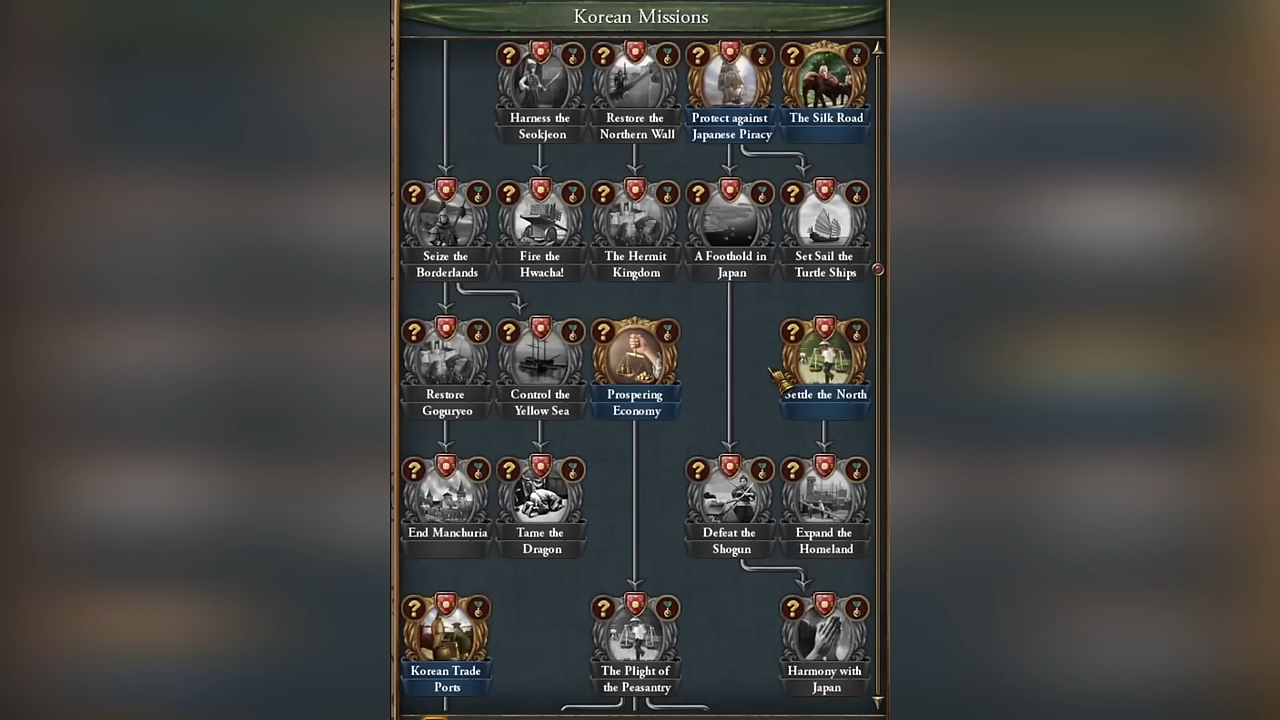 Korean Missions
? ? ? ?
Harness the
Seokjeon
Restore the
Northern Wall
Protect against
Japanese Piracy
The Silk Road
? ? ? ? ?
Seize the
Borderlands
Fire the
Hwacha!
The Hermit
Kingdom
A Foothold in
Japan
Set Sail the
Turtle Ships
? ? ? ?
Restore
Goguryeo
Control the
Yellow Sea
Prospering
Economy
Settle the North
? ? ? ?
End Manchuria
Tame the
Dragon
Defeat the
Shogun
Expand the
Homeland
? ? ?
Korean Trade
Ports
The Plight of
the Peasantry
Harmony with
Japan